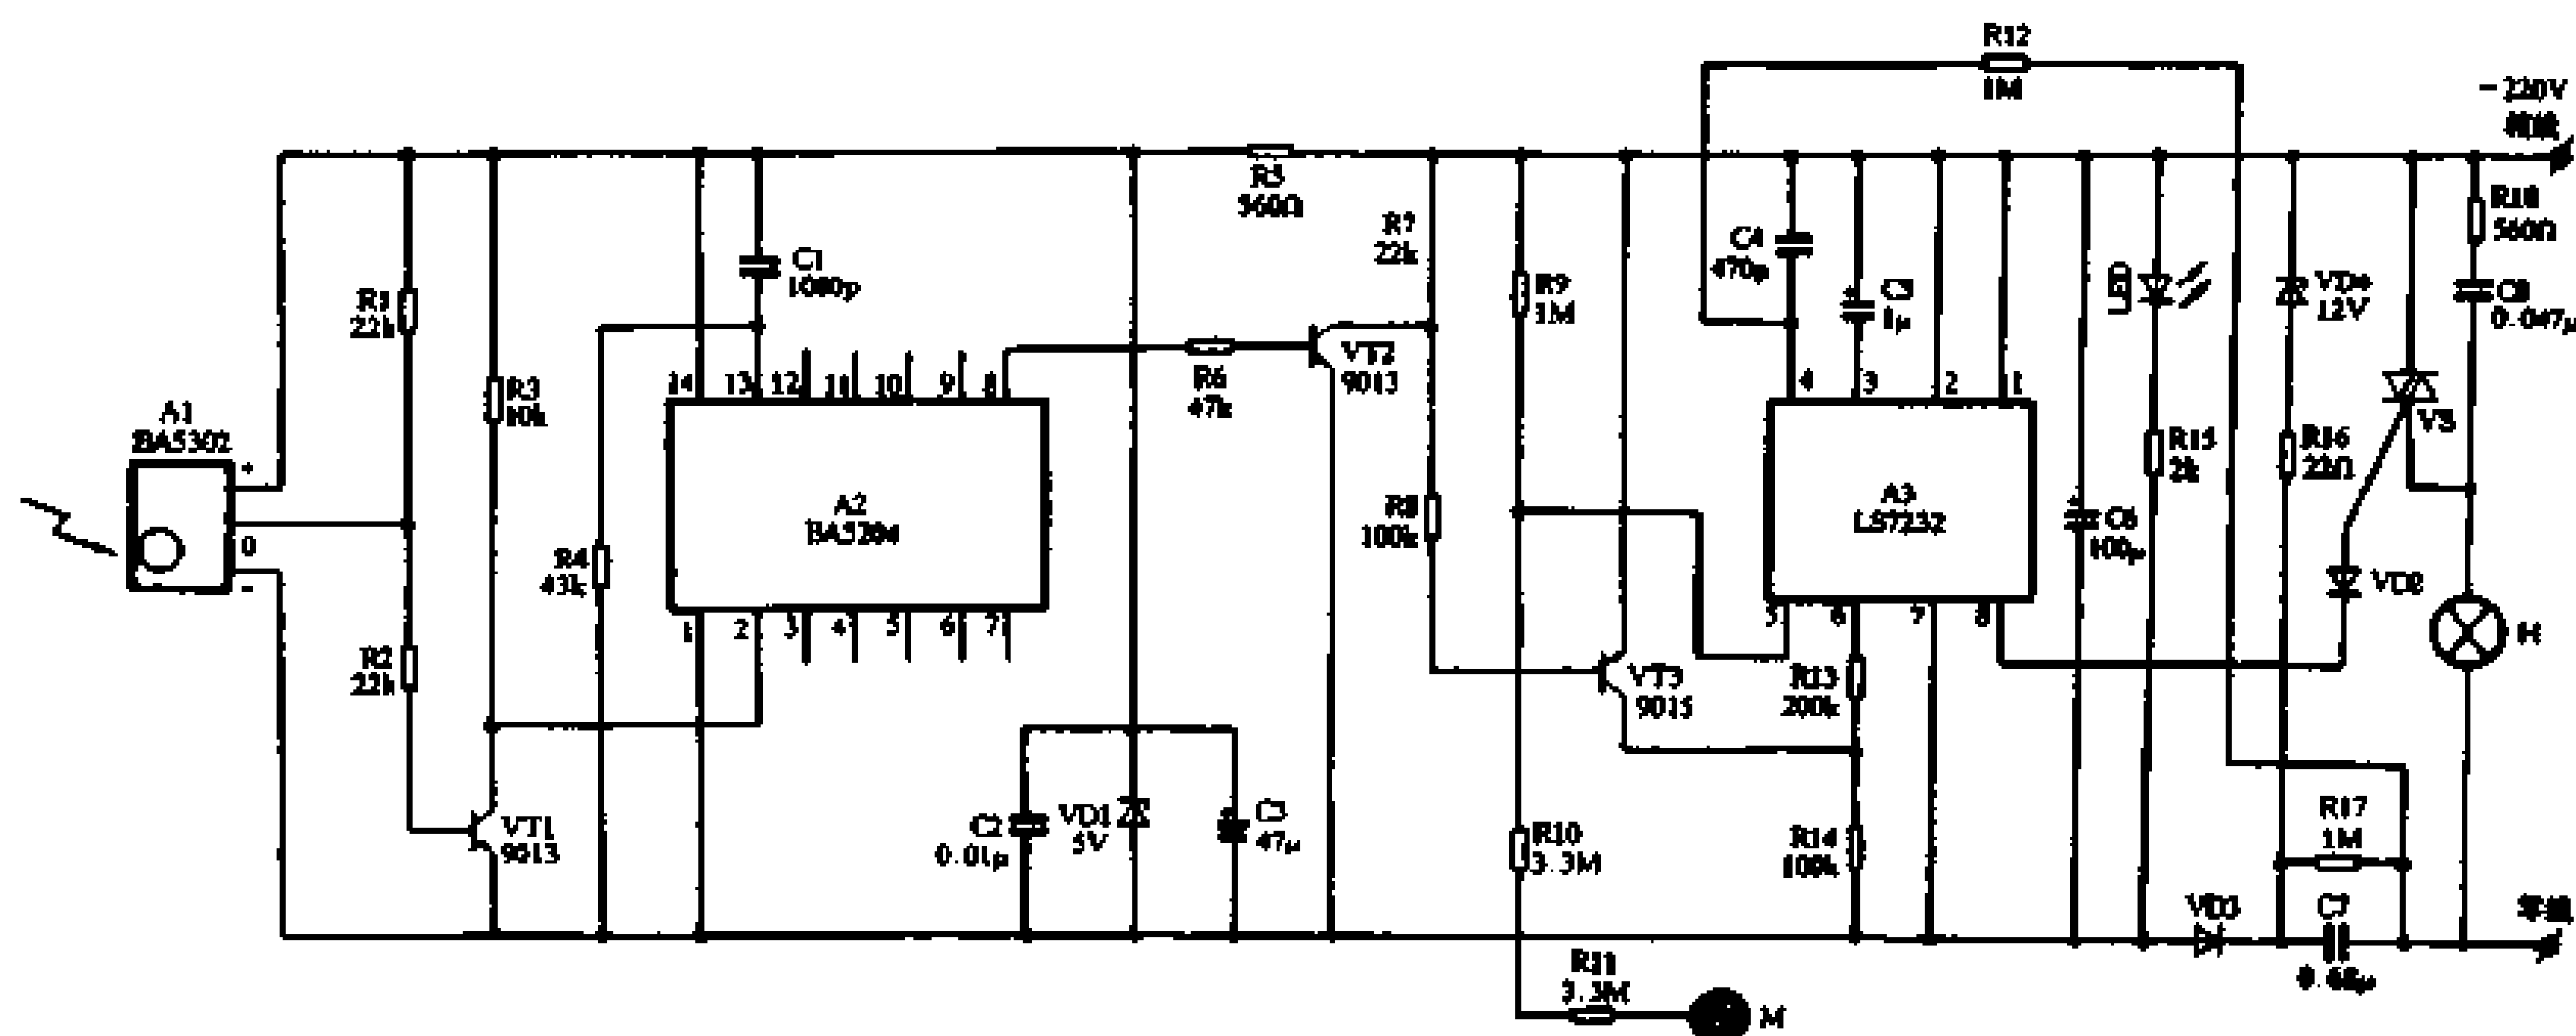 R12
1M
220V
相线
R5
560Ω
R7
22k
C1
1000p
C4
470p
C5
1μ
R9
1M
LED
VD4
12V
R18
560Ω
C8
0.047μ
R1
22k
R3
10k
R6
47k
VT2
9013
14
13
12
11
10
9
8
4
3
2
1
R15
2k
R16
22Ω
VS
A1
BA5302
+
0
-
A2
BA5204
R4
43k
R8
100k
A3
LS7232
C6
100μ
VD2
1
2
3
4
5
6
7
5
6
7
8
H
R2
22k
VT3
9015
R13
200k
VT1
9013
C2
0.01μ
VD1
5V
C3
47μ
R10
3.3M
R14
100k
R17
1M
VD3
C7
0.68μ
零线
R11
3.3M
M